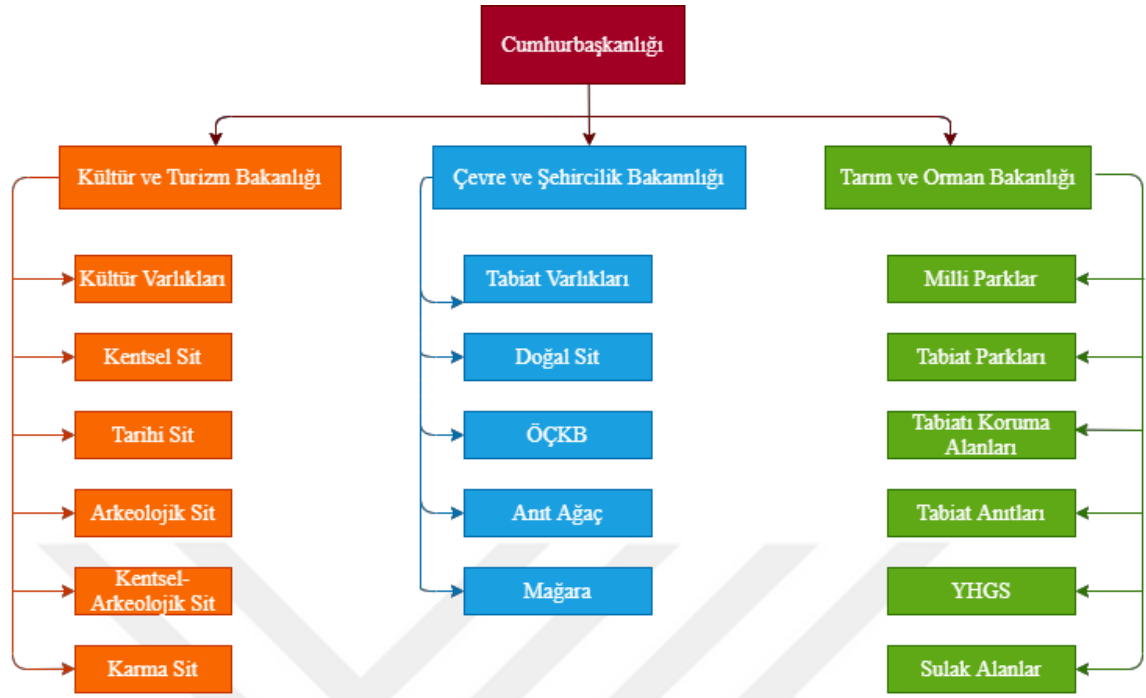 Cumhurbaşkanlığı
Kültür ve Turizm Bakanlığı
Kültür Varlıkları
Kentsel Sit
Tarihi Sit
Arkeolojik Sit
Kentsel-
Arkeolojik Sit
Karma Sit
Çevre ve Şehircilik Bakannlığı
Tabiat Varlıkları
Doğal Sit
ÖÇKB
Anıt Ağaç
Mağara
Tarım ve Orman Bakanlığı
Milli Parklar
Tabiat Parkları
Tabiatı Koruma
Alanları
Tabiat Anıtları
YHGS
Sulak Alanlar